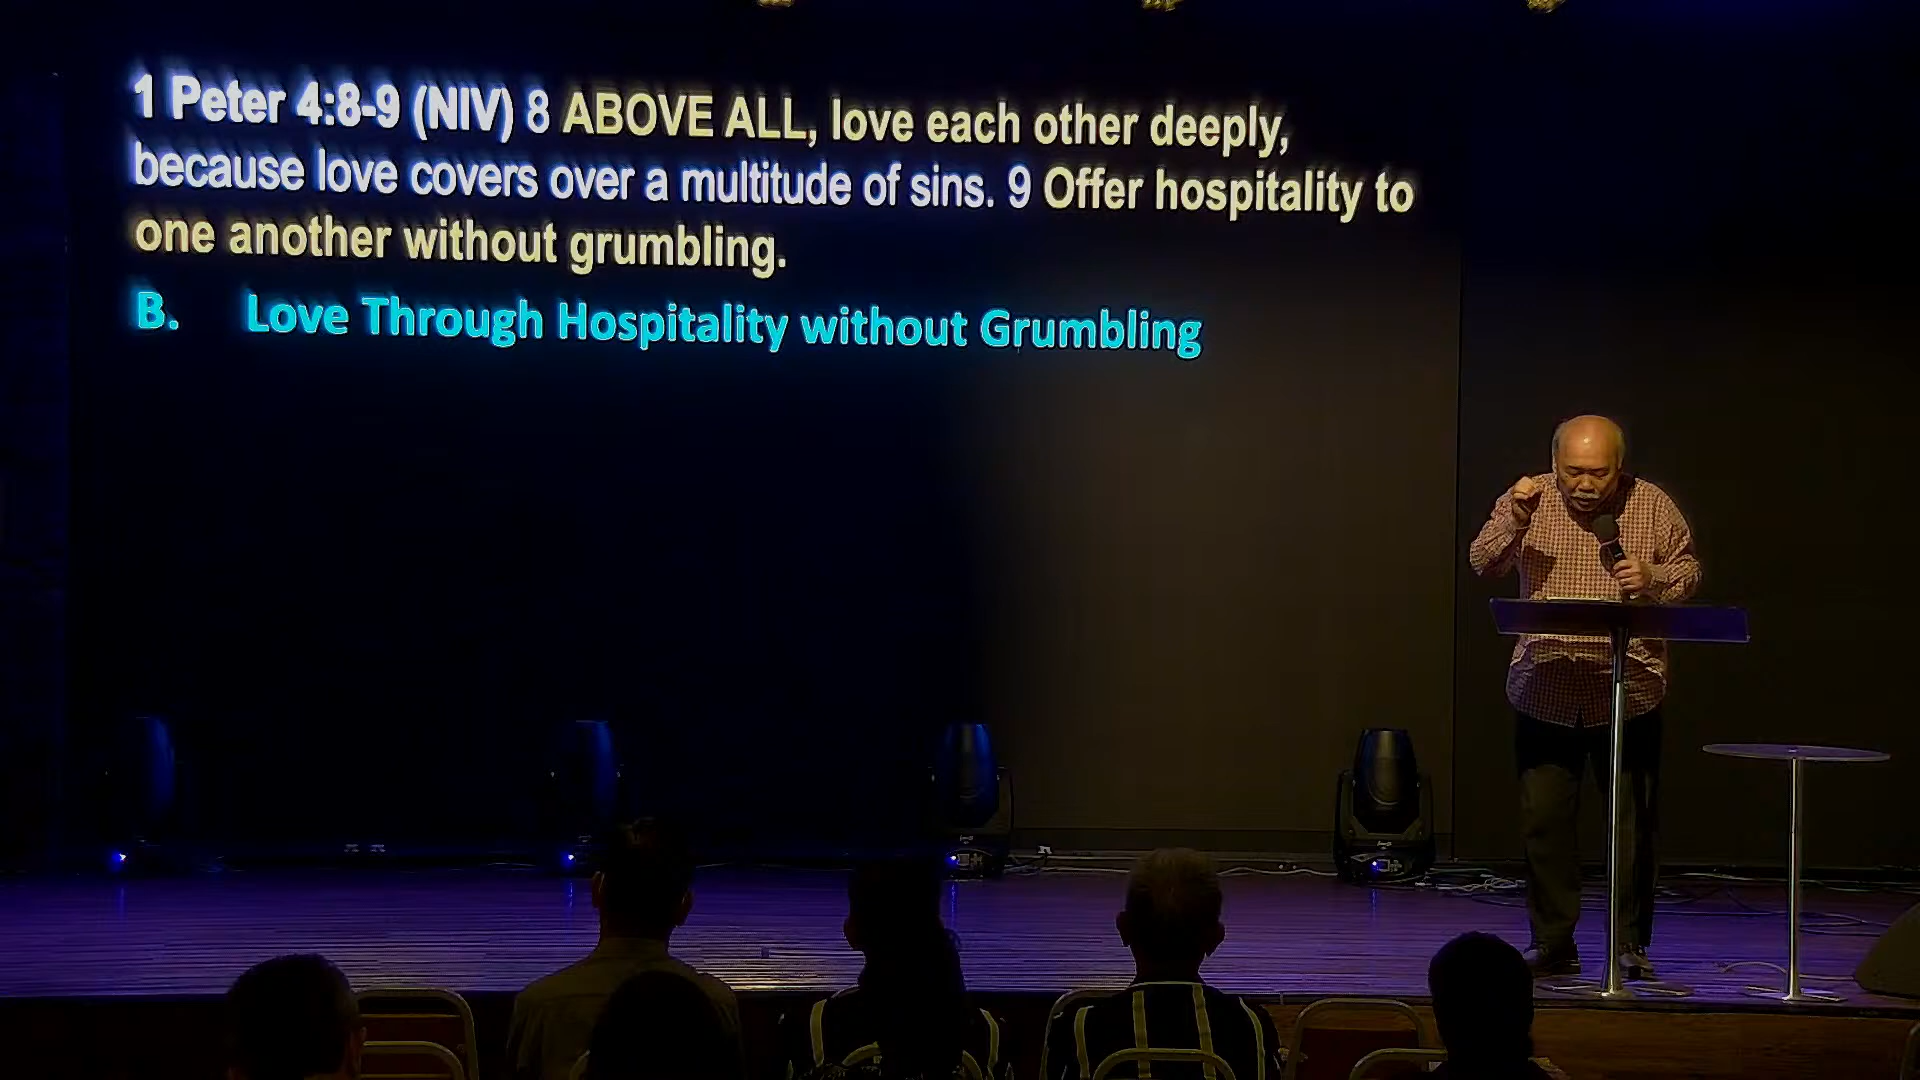 1 Peter 4:8-9 (NIV) 8 ABOVE ALL, love each other deeply,
because love covers over a multitude of sins. 9 Offer hospitality to
one another without grumbling.
B. Love Through Hospitality without Grumbling